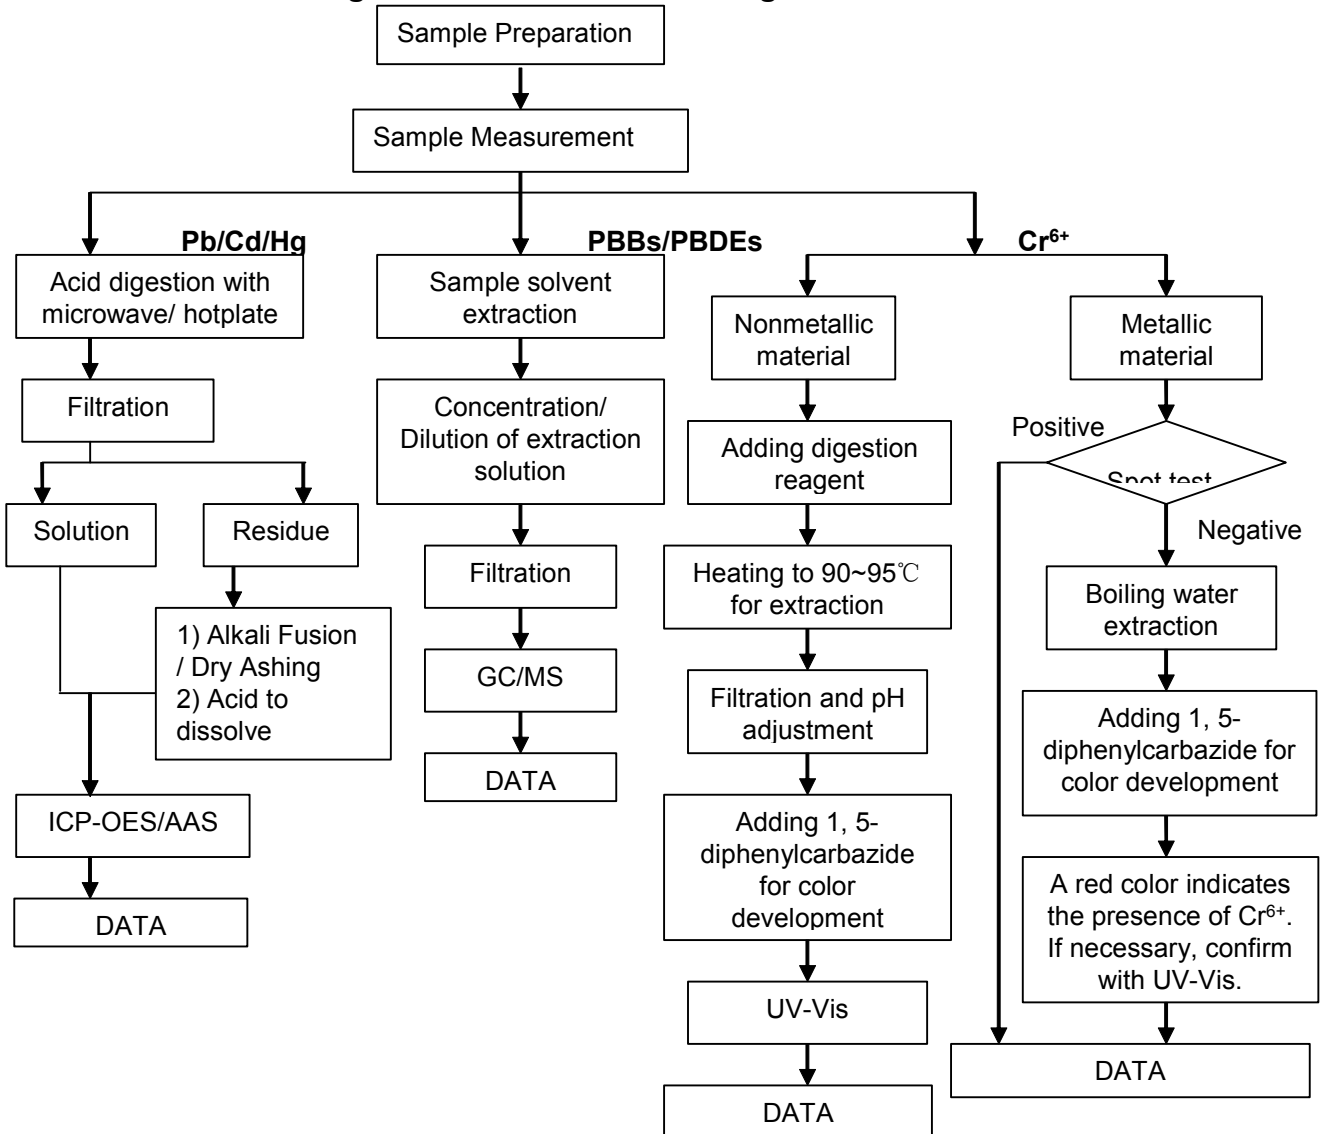 Sample Preparation
Sample Measurement
Pb/Cd/Hg
PBBs/PBDEs
Cr6+
Acid digestion with
microwave/ hotplate
Sample solvent
extraction
Nonmetallic
material
Metallic
material
Filtration
Concentration/
Dilution of extraction
solution
Adding digestion
reagent
Positive
Spot test
Negative
Solution
Residue
Filtration
Heating to 90~95℃
for extraction
Boiling water
extraction
1) Alkali Fusion
/ Dry Ashing
2) Acid to
dissolve
GC/MS
Filtration and pH
adjustment
Adding 1, 5-
diphenylcarbazide for
color development
DATA
ICP-OES/AAS
Adding 1, 5-
diphenylcarbazide
for color
development
A red color indicates
the presence of Cr6+.
If necessary, confirm
with UV-Vis.
DATA
UV-Vis
DATA
DATA